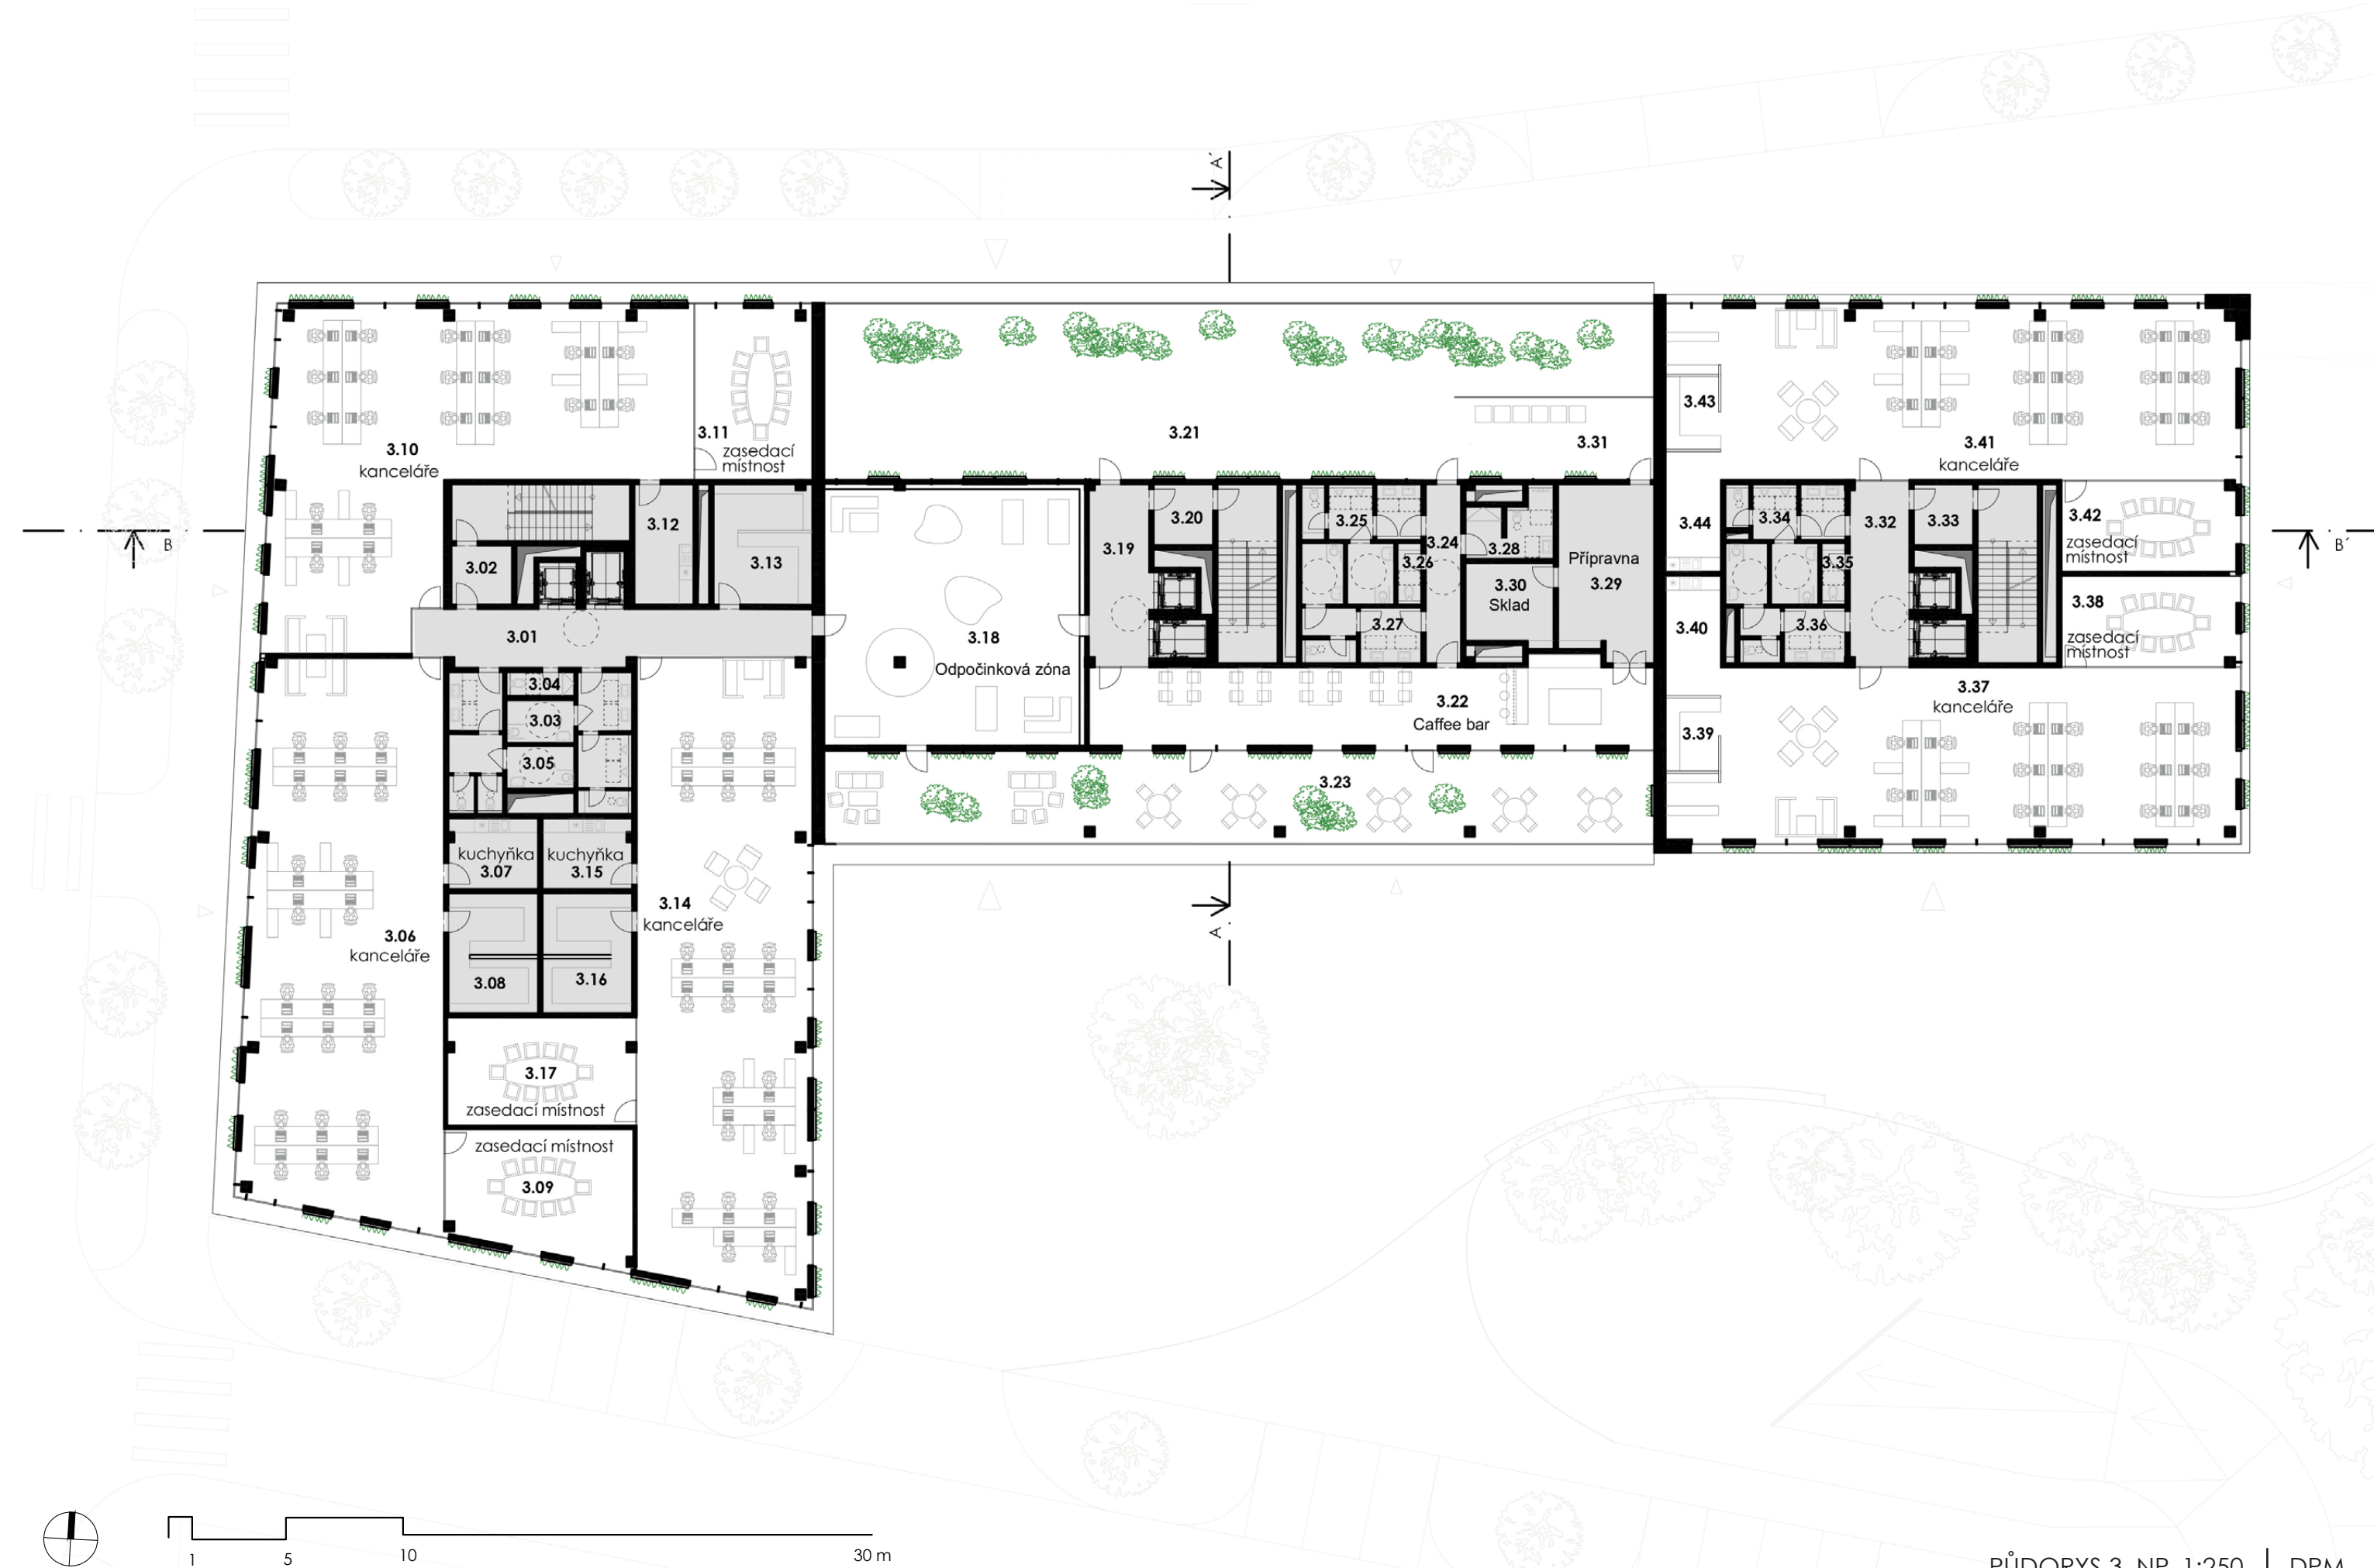 A´
3.10
kanceláře
3.11
zasedací
místnost
3.21
3.31
3.43
3.41
kanceláře
B
3.12
3.13
3.02
3.01
3.19
3.20
3.25
3.24
3.26
3.27
3.28
Přípravna
3.29
3.30
Sklad
3.44
3.34
3.32
3.33
3.42
zasedací
místnost
B´
3.35
3.40
3.36
3.38
zasedací
místnost
3.18
Odpočinková zóna
3.04
3.03
3.05
3.22
Caffee bar
3.39
3.37
kanceláře
3.23
kuchyňka
3.07
kuchyňka
3.15
3.14
kanceláře
3.06
kanceláře
3.08
3.16
A
3.17
zasedací místnost
zasedací místnost
3.09
1
5
10
30 m
PŮDORYS 3. NP 1:250 | DPM